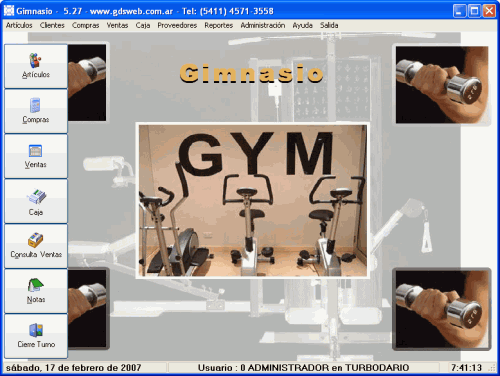 Gimnasio - 5.27 - www.gdsweb.com.ar - Tel: (5411) 4571-3558
Artículos Clientes Compras Ventas Caja Proveedores Reportes Administración Ayuda Salida
Gimnasio
Artículos
Compras
Ventas
Caja
Consulta Ventas
Notas
Cierre Turno
GYM
sábado, 17 de febrero de 2007 Usuario : 0 ADMINISTRADOR en TURBODARIO 7:41:13